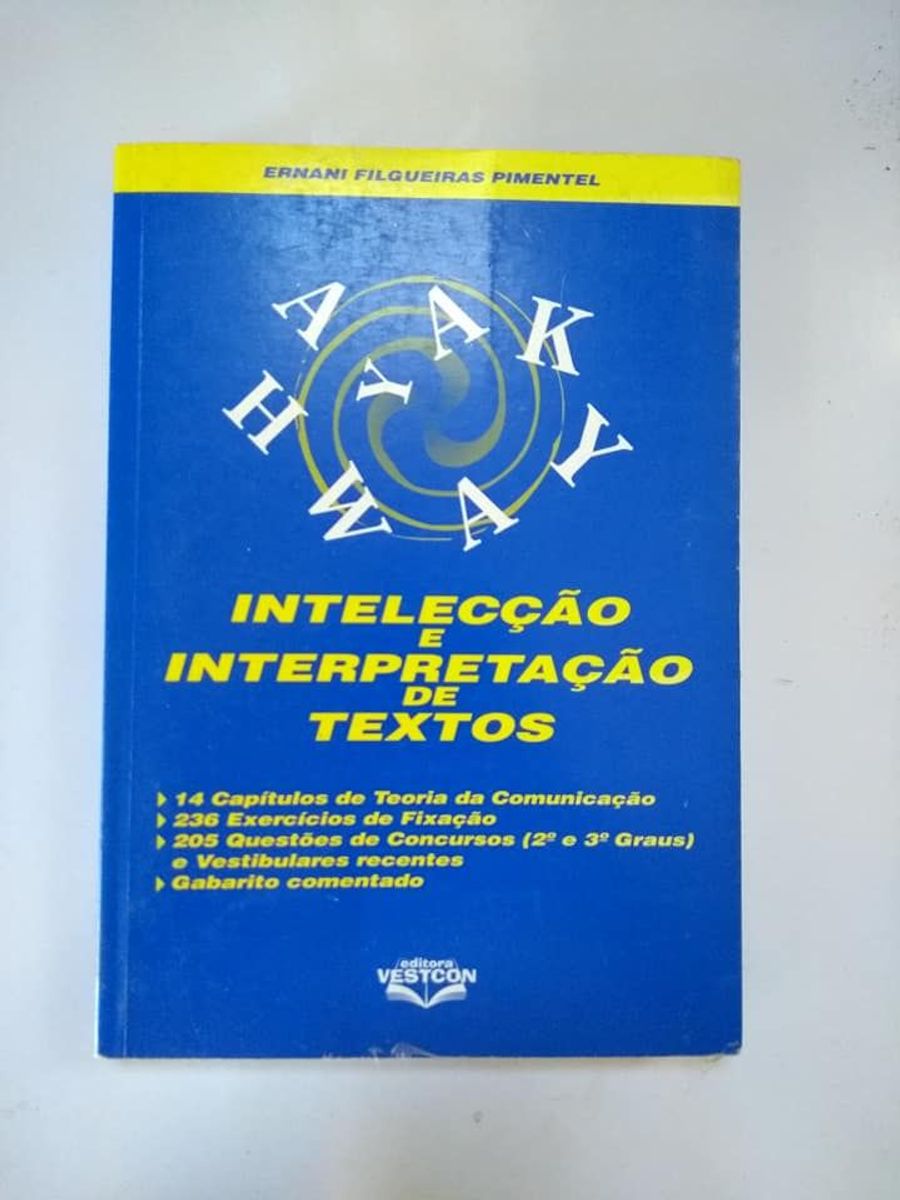 ERNANI FILGUEIRAS PIMENTEL
A A K
H Y Y
W A
INTELECÇÃO
E
INTERPRETAÇÃO
DE
TEXTOS
14 Capítulos de Teoria da Comunicação
236 Exercícios de Fixação
205 Questões de Concursos (2º e 3º Graus)
e Vestibulares recentes
Gabarito comentado
editora
VESTCON